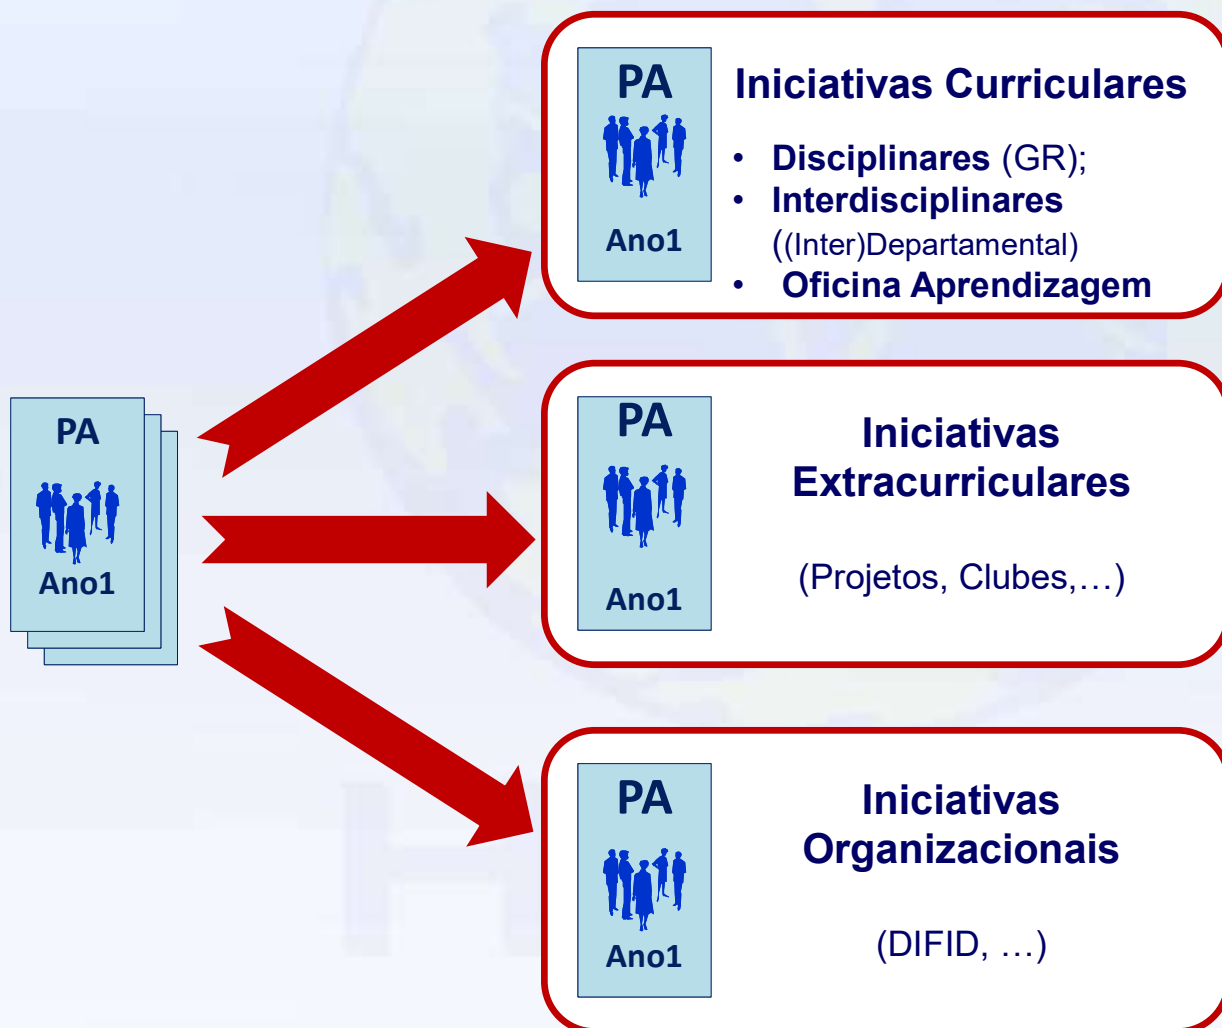 PA
Ano1
PA
Ano1
Iniciativas Curriculares
• Disciplinares (GR);
• Interdisciplinares
((Inter)Departamental)
• Oficina Aprendizagem
PA
Ano1
Iniciativas
Extracurriculares
(Projetos, Clubes,…)
PA
Ano1
Iniciativas
Organizacionais
(DIFID, …)